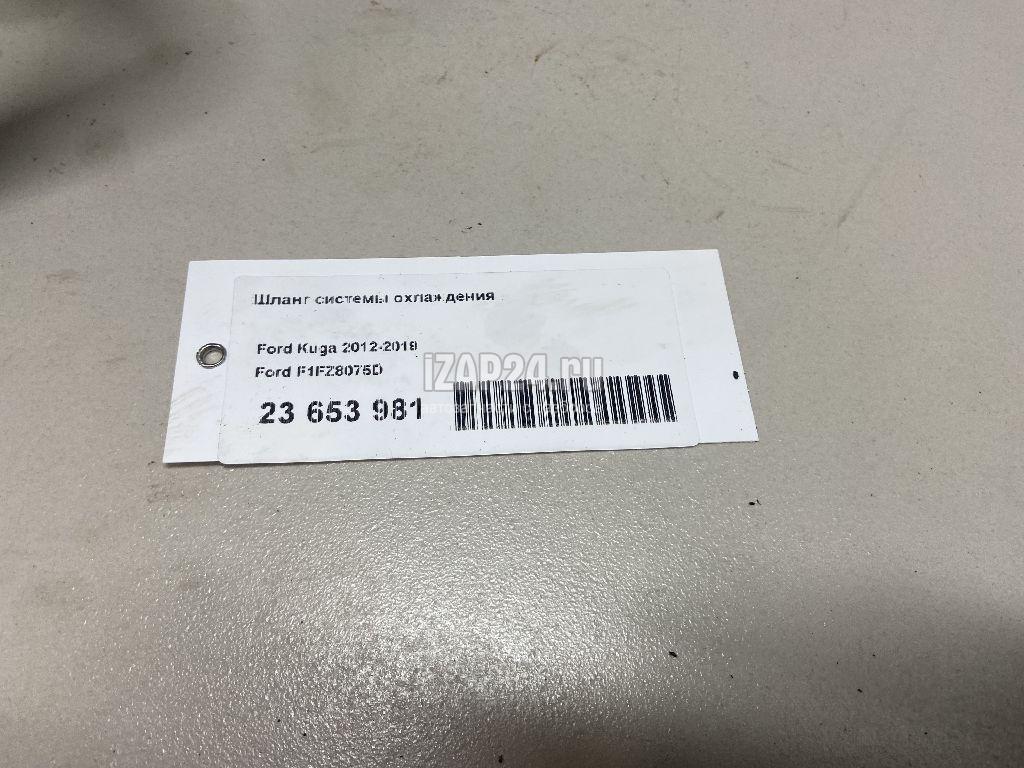 Шланг системы охлаждения
Ford Kuga 2012-2019
Ford F1FZ8075D
iZAP24.ru
23 653 981